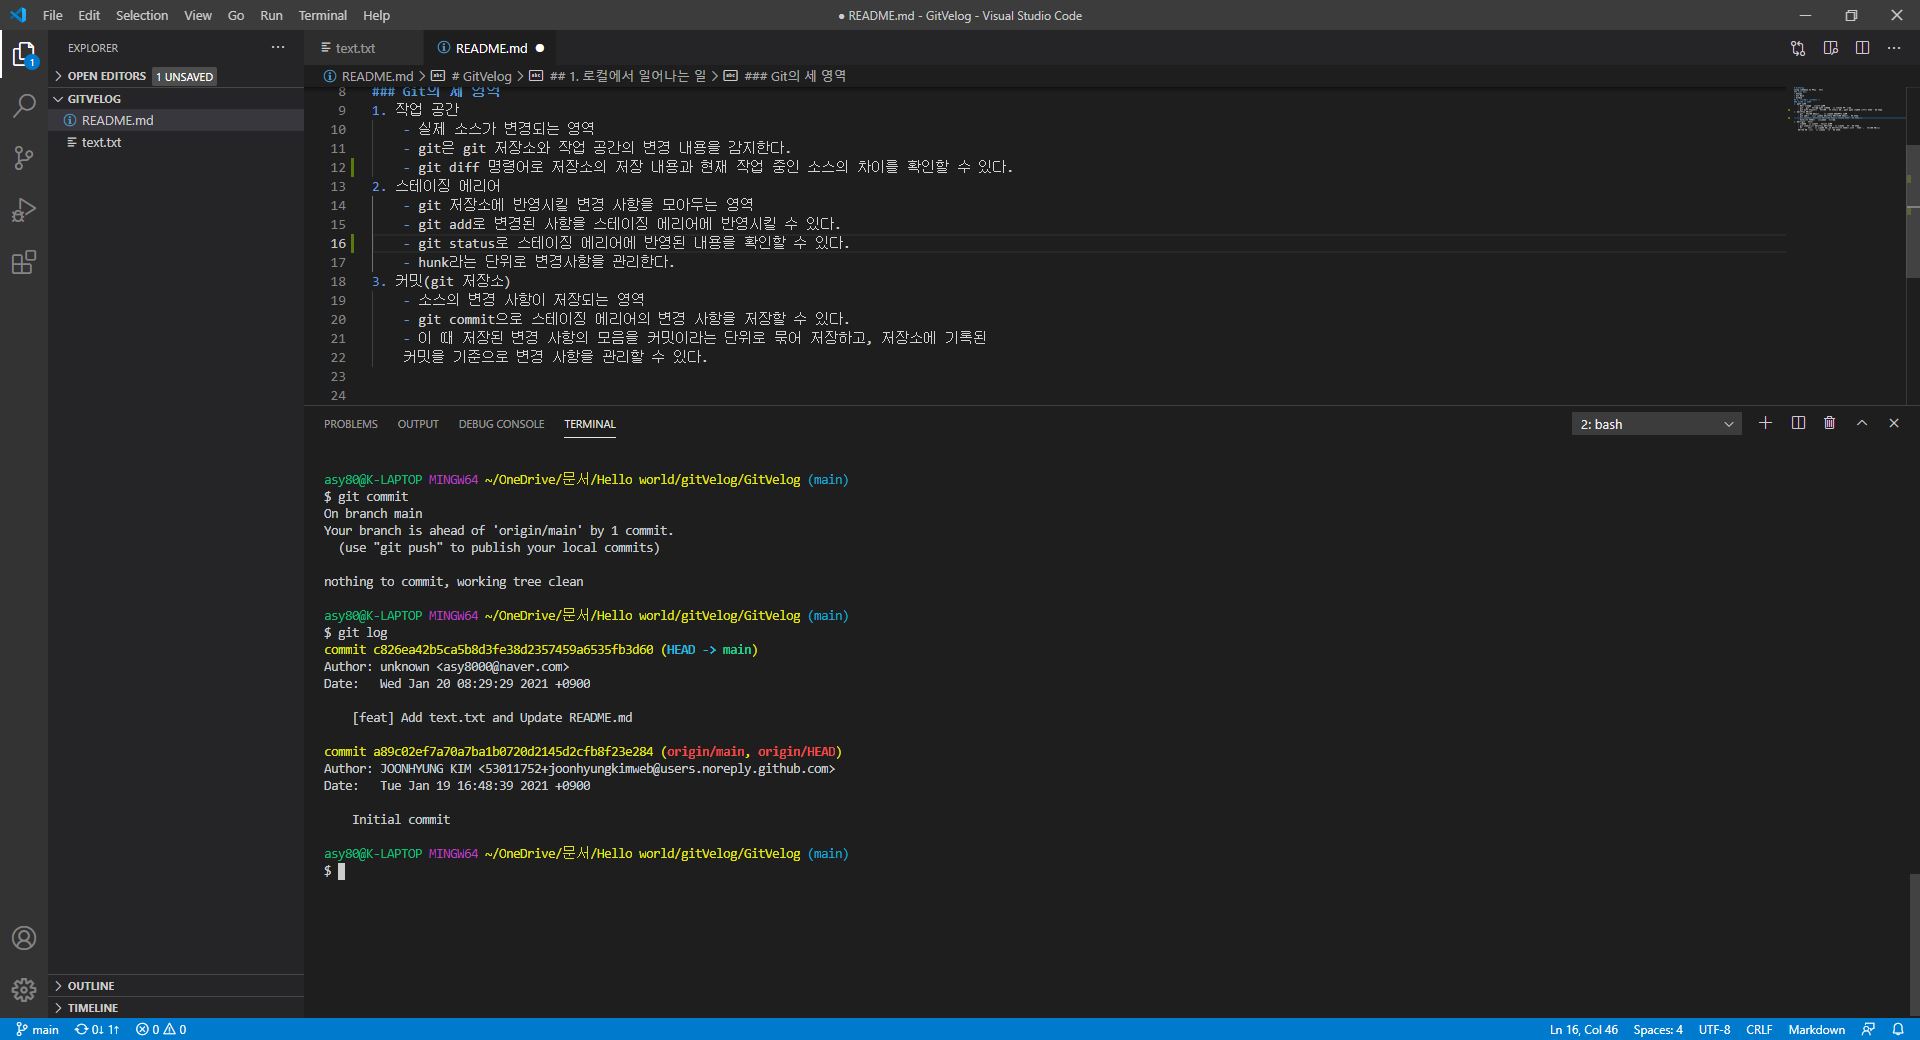 File Edit Selection View Go Run Terminal Help
● README.md - GitVelog - Visual Studio Code
EXPLORER
OPEN EDITORS 1 UNSAVED
GITVELOG
README.md
text.txt
OUTLINE
TIMELINE
1
text.txt README.md ●
README.md > # GitVelog > ## 1. 로컬에서 일어나는 일 > ### Git의 세 영역
8 ### Git의 세 영역
9 1. 작업 공간
10 - 실제 소스가 변경되는 영역
11 - git은 git 저장소와 작업 공간의 변경 내용을 감지한다.
12 - git diff 명령어로 저장소의 저장 내용과 현재 작업 중인 소스의 차이를 확인할 수 있다.
13 2. 스테이징 에리어
14 - git 저장소에 반영시킬 변경 사항을 모아두는 영역
15 - git add로 변경된 사항을 스테이징 에리어에 반영시킬 수 있다.
16 - git status로 스테이징 에리어에 반영된 내용을 확인할 수 있다.
17 - hunk라는 단위로 변경사항을 관리한다.
18 3. 커밋(git 저장소)
19 - 소스의 변경 사항이 저장되는 영역
20 - git commit으로 스테이징 에리어의 변경 사항을 저장할 수 있다.
21 - 이 때 저장된 변경 사항의 모음을 커밋이라는 단위로 묶어 저장하고, 저장소에 기록된
22 커밋을 기준으로 변경 사항을 관리할 수 있다.
23
24
PROBLEMS OUTPUT DEBUG CONSOLE TERMINAL
2: bash
asy80@K-LAPTOP MINGW64 ~/OneDrive/문서/Hello world/gitVelog/GitVelog (main)
$ git commit
On branch main
Your branch is ahead of 'origin/main' by 1 commit.
(use "git push" to publish your local commits)
nothing to commit, working tree clean
asy80@K-LAPTOP MINGW64 ~/OneDrive/문서/Hello world/gitVelog/GitVelog (main)
$ git log
commit c826ea42b5ca5b8d3fe38d2357459a6535fb3d60 (HEAD -> main)
Author: unknown <asy8000@naver.com>
Date: Wed Jan 20 08:29:29 2021 +0900
[feat] Add text.txt and Update README.md
commit a89c02ef7a70a7ba1b0720d2145d2cfb8f23e284 (origin/main, origin/HEAD)
Author: JOONHYUNG KIM <53011752+joonhyungkimweb@users.noreply.github.com>
Date: Tue Jan 19 16:48:39 2021 +0900
Initial commit
asy80@K-LAPTOP MINGW64 ~/OneDrive/문서/Hello world/gitVelog/GitVelog (main)
$
main 0↓ 1↑ 0 0
Ln 16, Col 46 Spaces: 4 UTF-8 CRLF Markdown